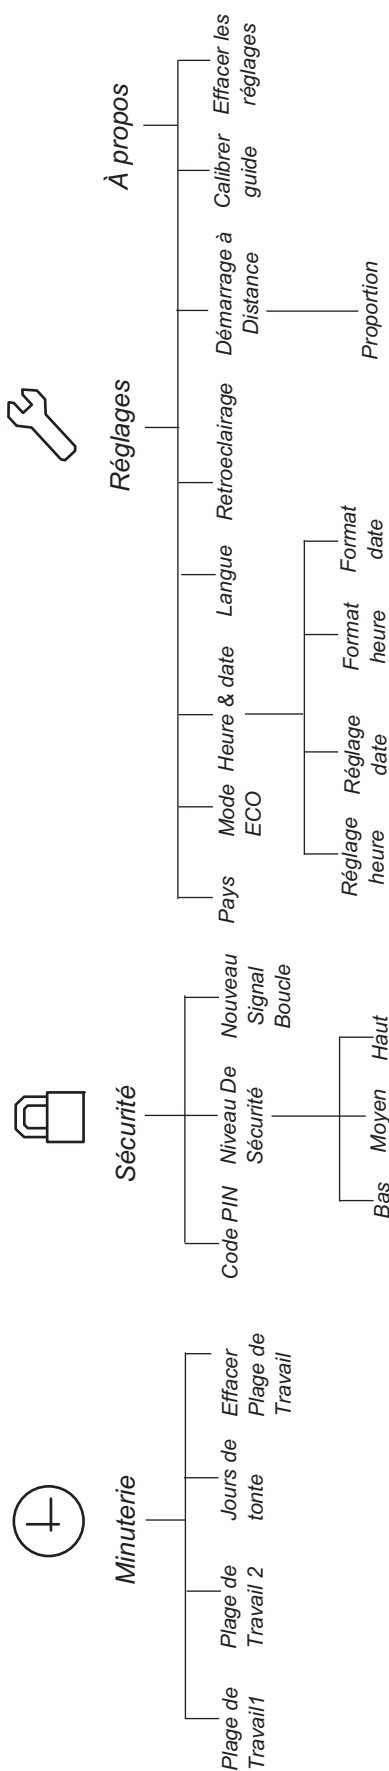 Minuterie
Plage de
Travail1
Plage de
Travail 2
Jours de
tonte
Effacer
Plage de
Travail
Sécurité
Code PIN
Niveau De
Sécurité
Bas
Moyen
Haut
Nouveau
Signal
Boucle
Réglages
À propos
Pays
Mode
ECO
Heure & date
Réglage
heure
Réglage
date
Format
heure
Format
date
Langue
Retroeclairage
Démarrage à
Distance
Proportion
Calibrer
guide
Effacer les
réglages